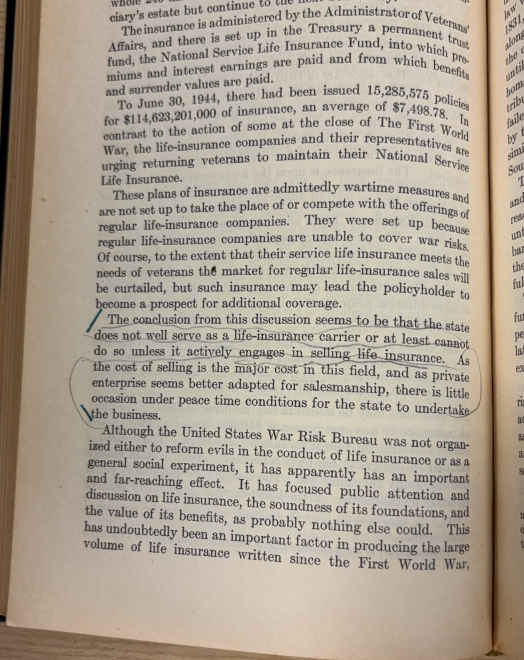 ciary's estate but continue to the
The insurance is administered by the Administrator of Veterans'
Affairs, and there is set up in the Treasury a permanent trust
fund, the National Service Life Insurance Fund, into which pre-
miums and interest earnings are paid and from which benefits
and surrender values are paid.
To June 30, 1944, there had been issued 15,285,575 policies
for $114,623,201,000 of insurance, an average of $7,498.78. In
contrast to the action of some at the close of The First World
War, the life-insurance companies and their representatives are
urging returning veterans to maintain their National Service
Life Insurance.
These plans of insurance are admittedly wartime measures and
are not set up to take the place of or compete with the offerings of
regular life-insurance companies. They were set up because
regular life-insurance companies are unable to cover war risks.
Of course, to the extent that their service life insurance meets the
needs of veterans the market for regular life-insurance sales will
be curtailed, but such insurance may lead the policyholder to
become a prospect for additional coverage.
The conclusion from this discussion seems to be that the state
does not well serve as a life-insurance carrier or at least cannot
do so unless it actively engages in selling life insurance. As
the cost of selling is the major cost in this field, and as private
enterprise seems better adapted for salesmanship, there is little
occasion under peace time conditions for the state to undertake
the business.
Although the United States War Risk Bureau was not organ-
ized either to reform evils in the conduct of life insurance or as a
general social experiment, it has apparently has an important
and far-reaching effect. It has focused public attention and
discussion on life insurance, the soundness of its foundations, and
the value of its benefits, as probably nothing else could. This
has undoubtedly been an important factor in producing the large
volume of life insurance written since the First World War,